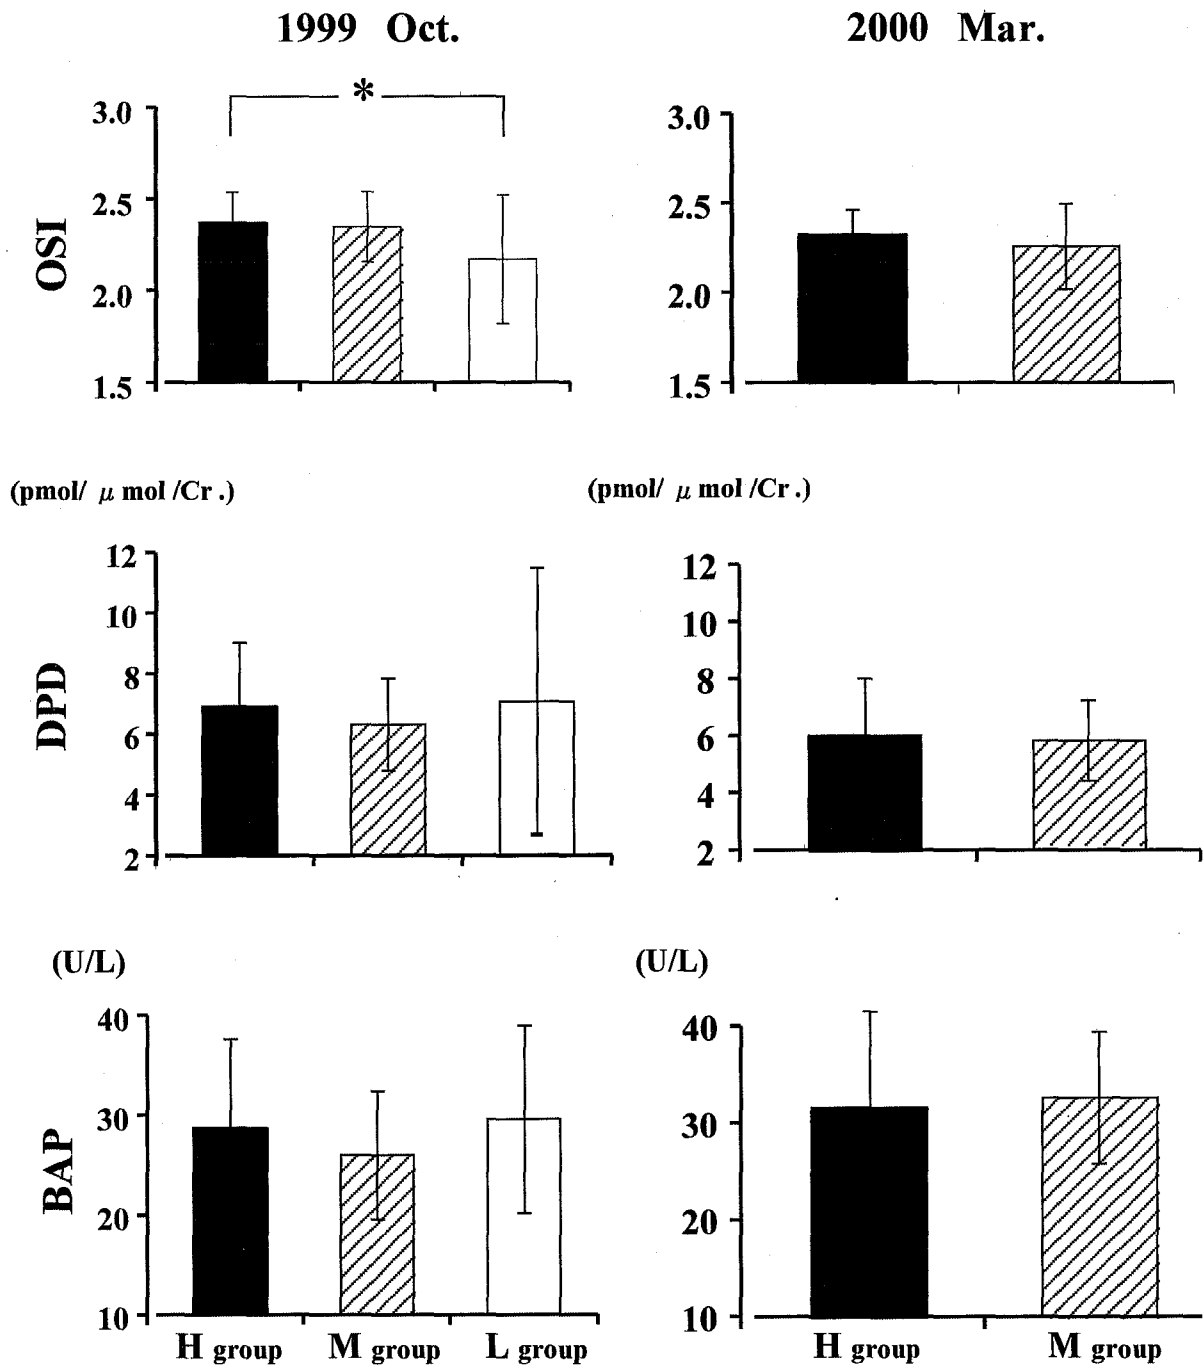 1999 Oct.
2000 Mar.
*
OSI
3.0
2.5
2.0
1.5
3.0
2.5
2.0
1.5
(pmol/ μ mol /Cr .)
(pmol/ μ mol /Cr .)
DPD
12
10
8
6
4
2
12
10
8
6
4
2
(U/L)
(U/L)
BAP
40
30
20
10
40
30
20
10
H group M group L group
H group M group